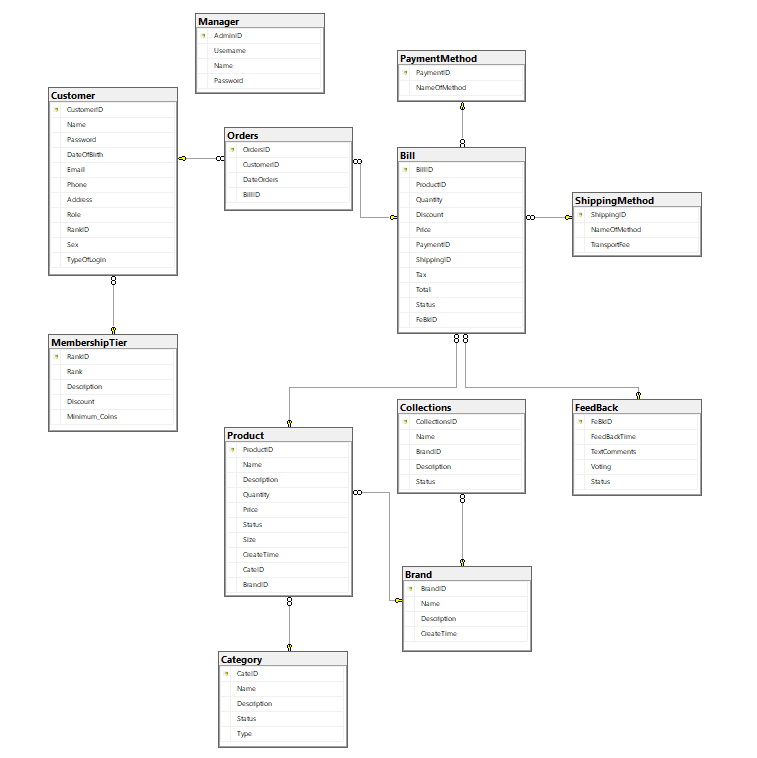 Manager
AdminID
Username
Name
Password
PaymentMethod
PaymentID
NameOfMethod
Customer
CustomerID
Name
Password
DateOfBirth
Email
Phone
Address
Role
RankID
Sex
TypeOfLogin
Orders
OrdersID
CustomerID
DateOrders
BillID
Bill
BillID
ProductID
Quantity
Discount
Price
PaymentID
ShippingID
Tax
Total
Status
FeBkID
ShippingMethod
ShippingID
NameOfMethod
TransportFee
MembershipTier
RankID
Rank
Description
Discount
Minimum_Coins
Product
ProductID
Name
Description
Quantity
Price
Status
Size
CreateTime
CateID
BrandID
Collections
CollectionsID
Name
BrandID
Description
Status
FeedBack
FeBkID
FeedBackTime
TextComments
Voting
Status
Brand
BrandID
Name
Description
CreateTime
Category
CateID
Name
Description
Status
Type